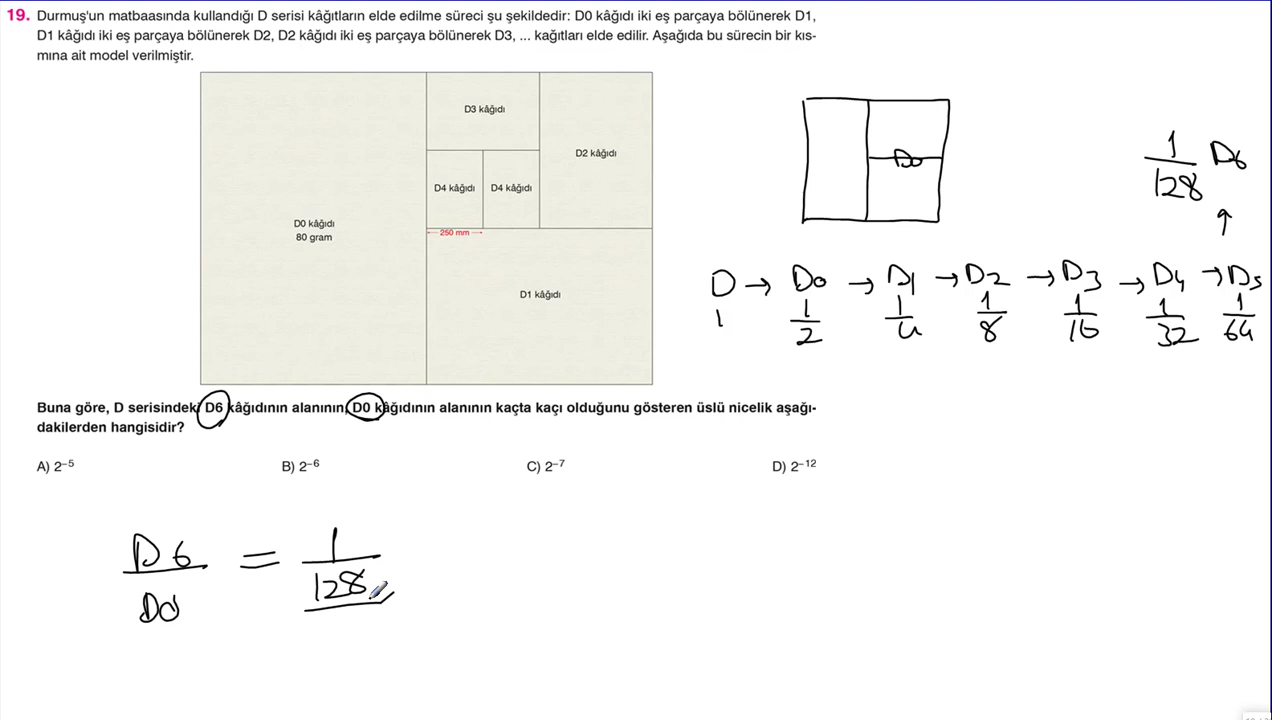 19. Durmuş'un matbaasında kullandığı D serisi kâğıtların elde edilme süreci şu şekildedir: D0 kâğıdı iki eş parçaya bölünerek D1,
D1 kâğıdı iki eş parçaya bölünerek D2, D2 kâğıdı iki eş parçaya bölünerek D3, ... kağıtları elde edilir. Aşağıda bu sürecin bir kıs-
mına ait model verilmiştir.
D3 kâğıdı
D2 kâğıdı
D4 kâğıdı D4 kâğıdı
D0 kâğıdı
80 gram
250 mm
D1 kâğıdı
D0
1/128 D6
↑
D → D0 → D1 → D2 → D3 → D4 → D5
1 1/2 1/4 1/8 1/16 1/32 1/64
Buna göre, D serisindeki D6 kâğıdının alanının, D0 kâğıdının alanının kaçta kaçı olduğunu gösteren üslü nicelik aşağı-
dakilerden hangisidir?
A) 2⁻⁵ B) 2⁻⁶ C) 2⁻⁷ D) 2⁻¹²
D6/D0 = 1/128